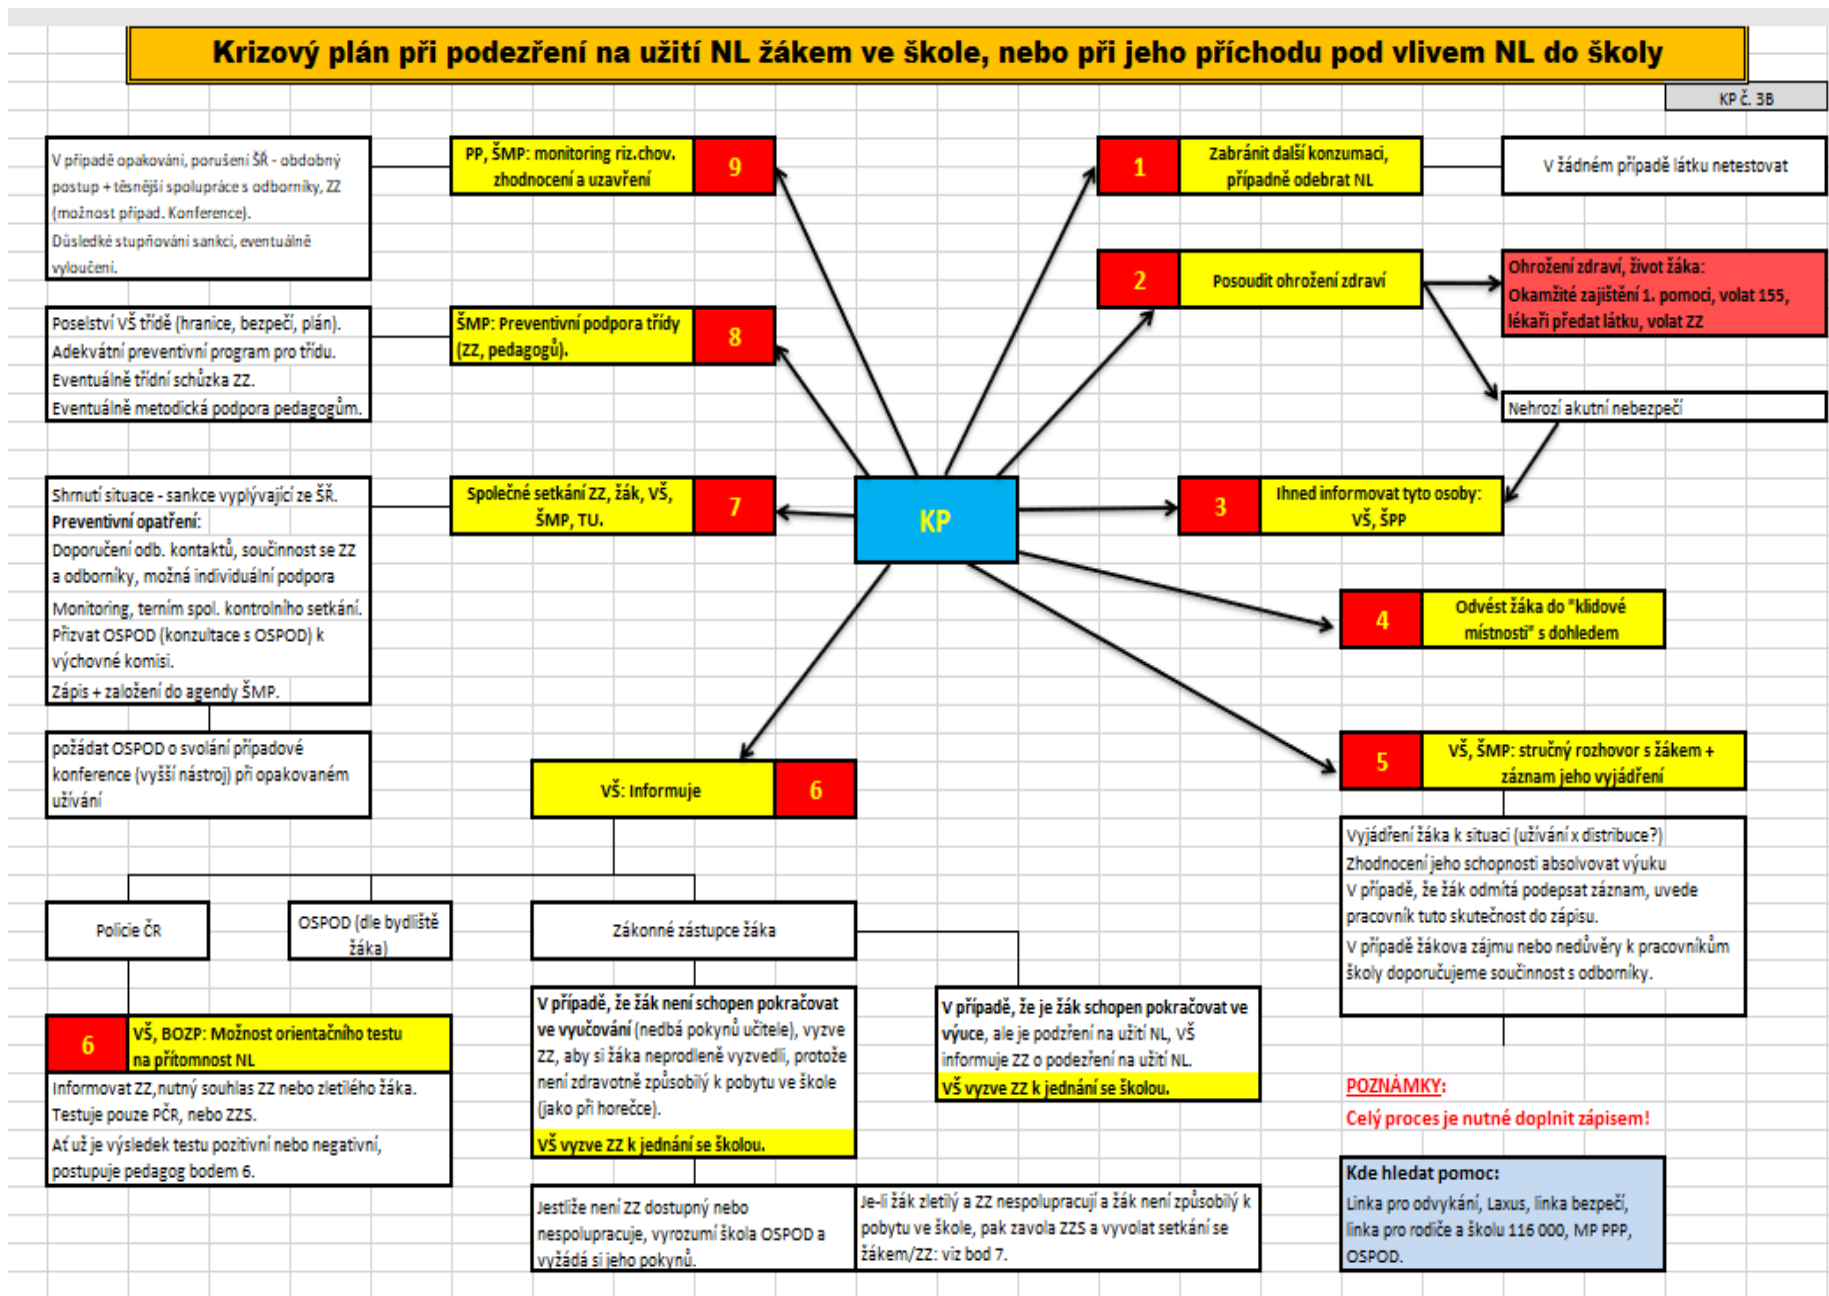 Krizový plán při podezření na užití NL žákem ve škole, nebo při jeho příchodu pod vlivem NL do školy
KP č. 3B
V případě opakování, porušení ŠŘ - obdobný
postup + těsnější spolupráce s odborníky, ZZ
(možnost případ. Konference).
Důsledké stupňování sankcí, eventuálně
vyloučení.
PP, ŠMP: monitoring riz.chov.
zhodnocení a uzavření
9
1
Zabránit další konzumaci,
případně odebrat NL
V žádném případě látku netestovat
2
Posoudit ohrožení zdraví
Ohrožení zdraví, život žáka:
Okamžité zajištění 1. pomoci, volat 155,
lékaři předat látku, volat ZZ
Nehrozí akutní nebezpečí
Poselství VŠ třídě (hranice, bezpečí, plán).
Adekvátní preventivní program pro třídu.
Eventuálně třídní schůzka ZZ.
Eventuálně metodická podpora pedagogům.
ŠMP: Preventivní podpora třídy
(ZZ, pedagogů).
8
Shrnutí situace - sankce vyplývající ze ŠŘ.
Preventivní opatření:
Doporučení odb. kontaktů, součinnost se ZZ
a odborníky, možná individuální podpora
Monitoring, terním spol. kontrolního setkání.
Přizvat OSPOD (konzultace s OSPOD) k
výchovné komisi.
Zápis + založení do agendy ŠMP.
Společné setkání ZZ, žák, VŠ,
ŠMP, TU.
7
KP
3
Ihned informovat tyto osoby:
VŠ, ŠPP
4
Odvést žáka do "klidové
místnosti" s dohledem
požádat OSPOD o svolání případové
konference (vyšší nástroj) při opakovaném
užívání
VŠ: Informuje
6
5
VŠ, ŠMP: stručný rozhovor s žákem +
záznam jeho vyjádření
Vyjádření žáka k situaci (užívání x distribuce?)
Zhodnocení jeho schopnosti absolvovat výuku
V případě, že žák odmítá podepsat záznam, uvede
pracovník tuto skutečnost do zápisu.
V případě žákova zájmu nebo nedůvěry k pracovníkům
školy doporučujeme součinnost s odborníky.
Policie ČR
OSPOD (dle bydliště
žáka)
Zákonné zástupce žáka
6
VŠ, BOZP: Možnost orientačního testu
na přítomnost NL
Informovat ZZ,nutný souhlas ZZ nebo zletilého žáka.
Testuje pouze PČR, nebo ZZS.
Ať už je výsledek testu pozitivní nebo negativní,
postupuje pedagog bodem 6.
V případě, že žák není schopen pokračovat
ve vyučování (nedbá pokynů učitele), vyzve
ZZ, aby si žáka neprodleně vyzvedli, protože
není zdravotně způsobilý k pobytu ve škole
(jako při horečce).
VŠ vyzve ZZ k jednání se školou.
V případě, že je žák schopen pokračovat ve
výuce, ale je podzření na užití NL, VŠ
informuje ZZ o podezření na užití NL.
VŠ vyzve ZZ k jednání se školou.
Jestliže není ZZ dostupný nebo
nespolupracuje, vyrozumí škola OSPOD a
vyžádá si jeho pokynů.
Je-li žák zletilý a ZZ nespolupracují a žák není způsobilý k
pobytu ve škole, pak zavola ZZS a vyvolat setkání se
žákem/ZZ: viz bod 7.
POZNÁMKY:
Celý proces je nutné doplnit zápisem!
Kde hledat pomoc:
Linka pro odvykání, Laxus, linka bezpečí,
linka pro rodiče a školu 116 000, MP PPP,
OSPOD.